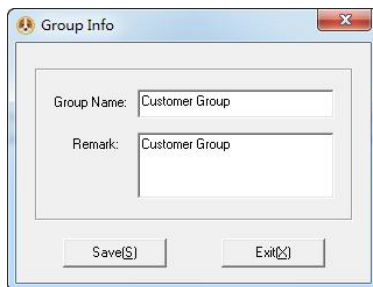 Group Info
Group Name: Customer Group
Remark: Customer Group
Save(S) Exit(X)